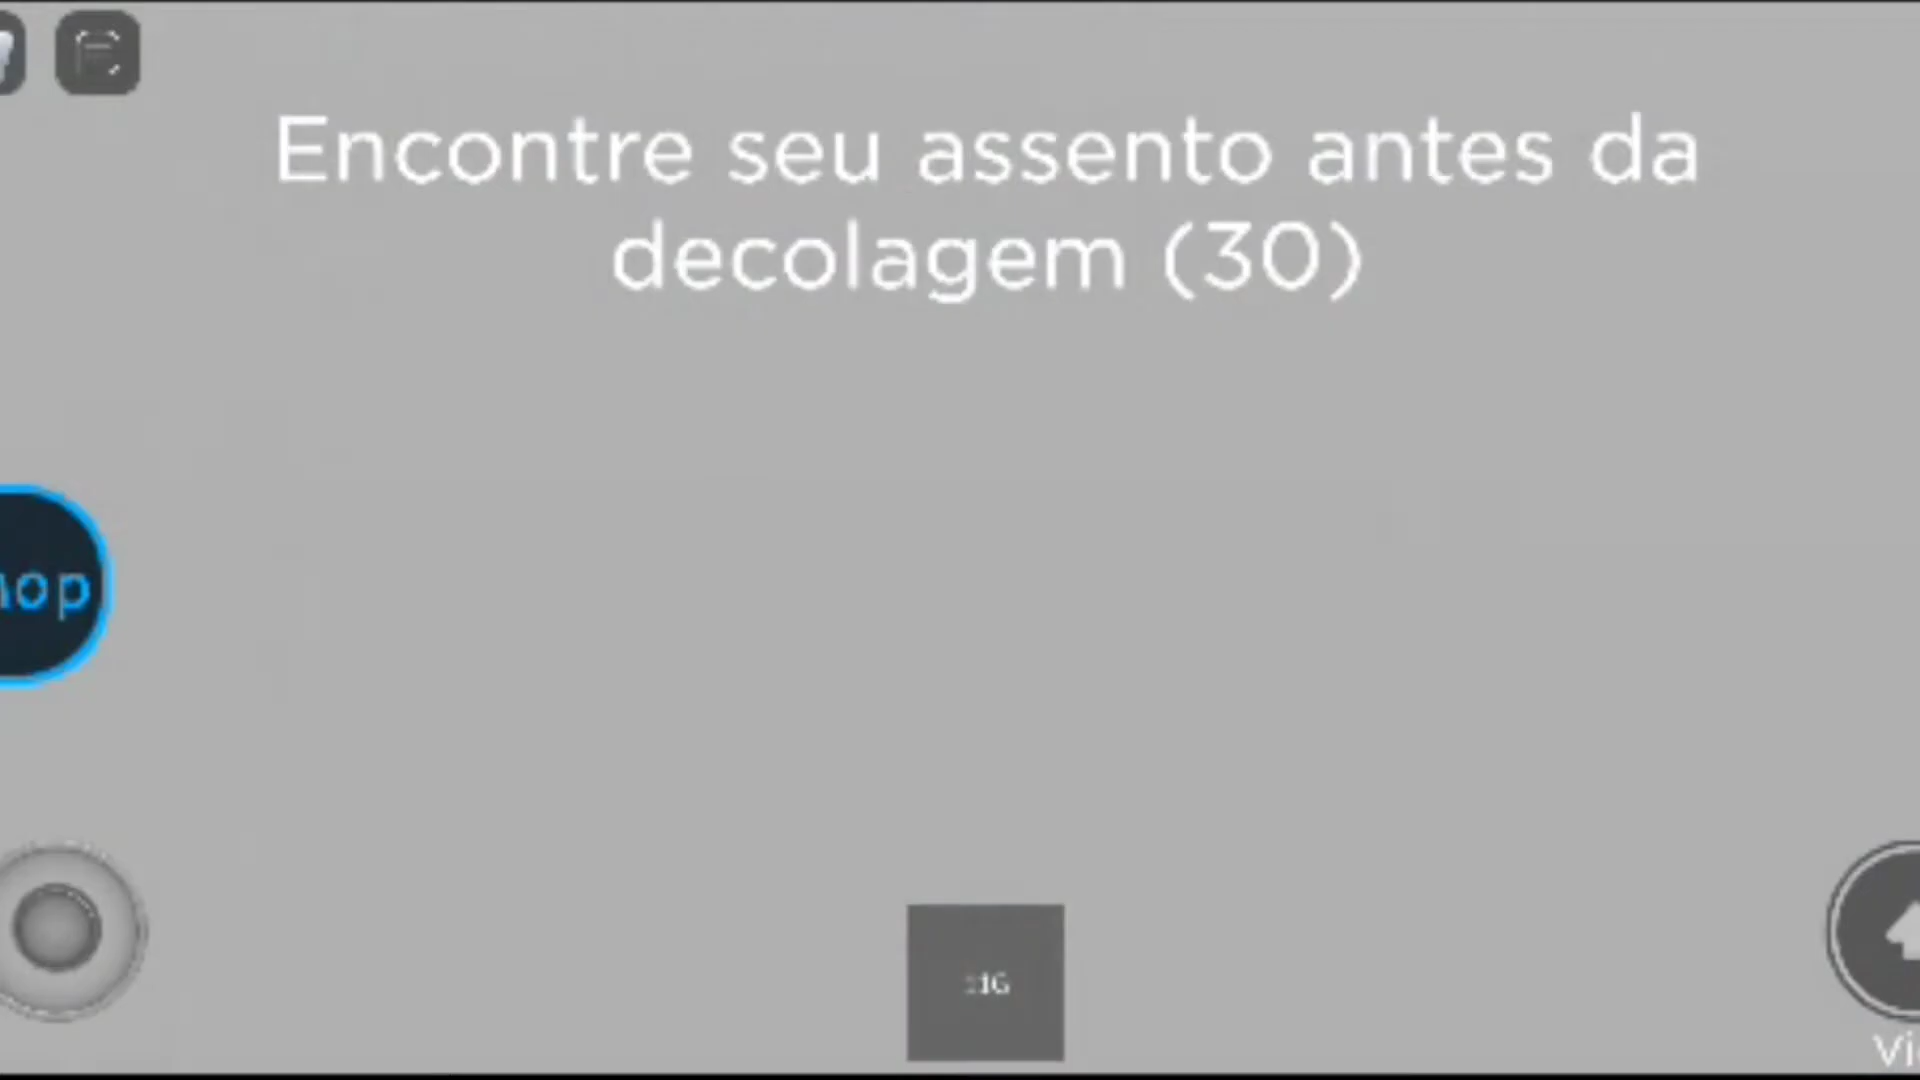 Encontre seu assento antes da
decolagem (30)